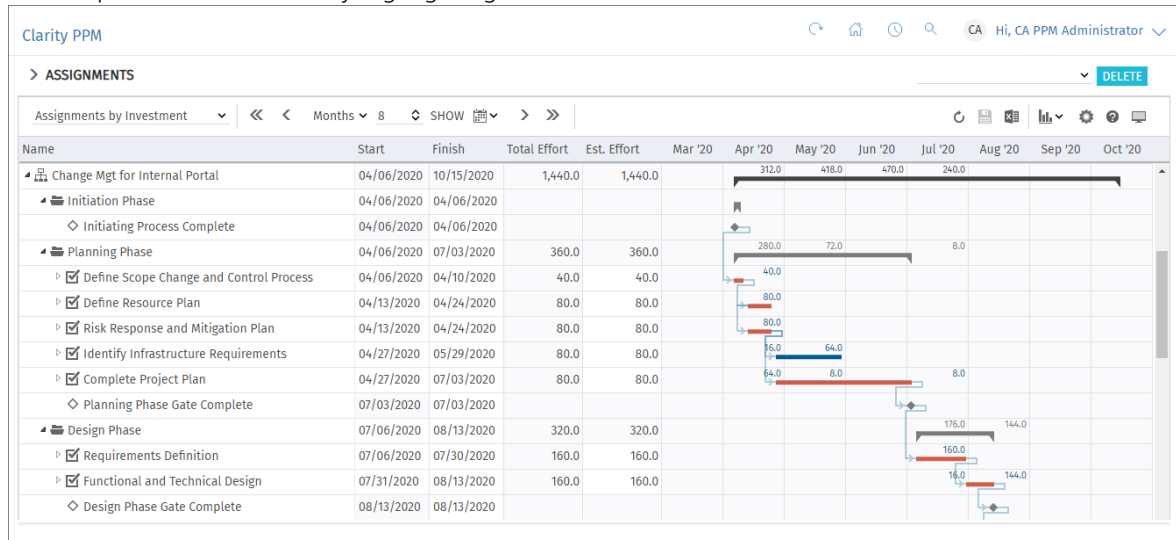 Clarity PPM CA Hi, CA PPM Administrator
ASSIGNMENTS DELETE
Assignments by Investment Months 8 SHOW
Name Start Finish Total Effort Est. Effort Mar '20 Apr '20 May '20 Jun '20 Jul '20 Aug '20 Sep '20 Oct '20
Change Mgt for Internal Portal 04/06/2020 10/15/2020 1,440.0 1,440.0 312.0 418.0 470.0 240.0
Initiation Phase 04/06/2020 04/06/2020
Initiating Process Complete 04/06/2020 04/06/2020
Planning Phase 04/06/2020 07/03/2020 360.0 360.0 280.0 72.0 8.0
Define Scope Change and Control Process 04/06/2020 04/10/2020 40.0 40.0 40.0
Define Resource Plan 04/13/2020 04/24/2020 80.0 80.0 80.0
Risk Response and Mitigation Plan 04/13/2020 04/24/2020 80.0 80.0 80.0
Identify Infrastructure Requirements 04/27/2020 05/29/2020 80.0 80.0 16.0 64.0
Complete Project Plan 04/27/2020 07/03/2020 80.0 80.0 64.0 8.0 8.0
Planning Phase Gate Complete 07/03/2020 07/03/2020
Design Phase 07/06/2020 08/13/2020 320.0 320.0 176.0 144.0
Requirements Definition 07/06/2020 07/30/2020 160.0 160.0 160.0
Functional and Technical Design 07/31/2020 08/13/2020 160.0 160.0 16.0 144.0
Design Phase Gate Complete 08/13/2020 08/13/2020